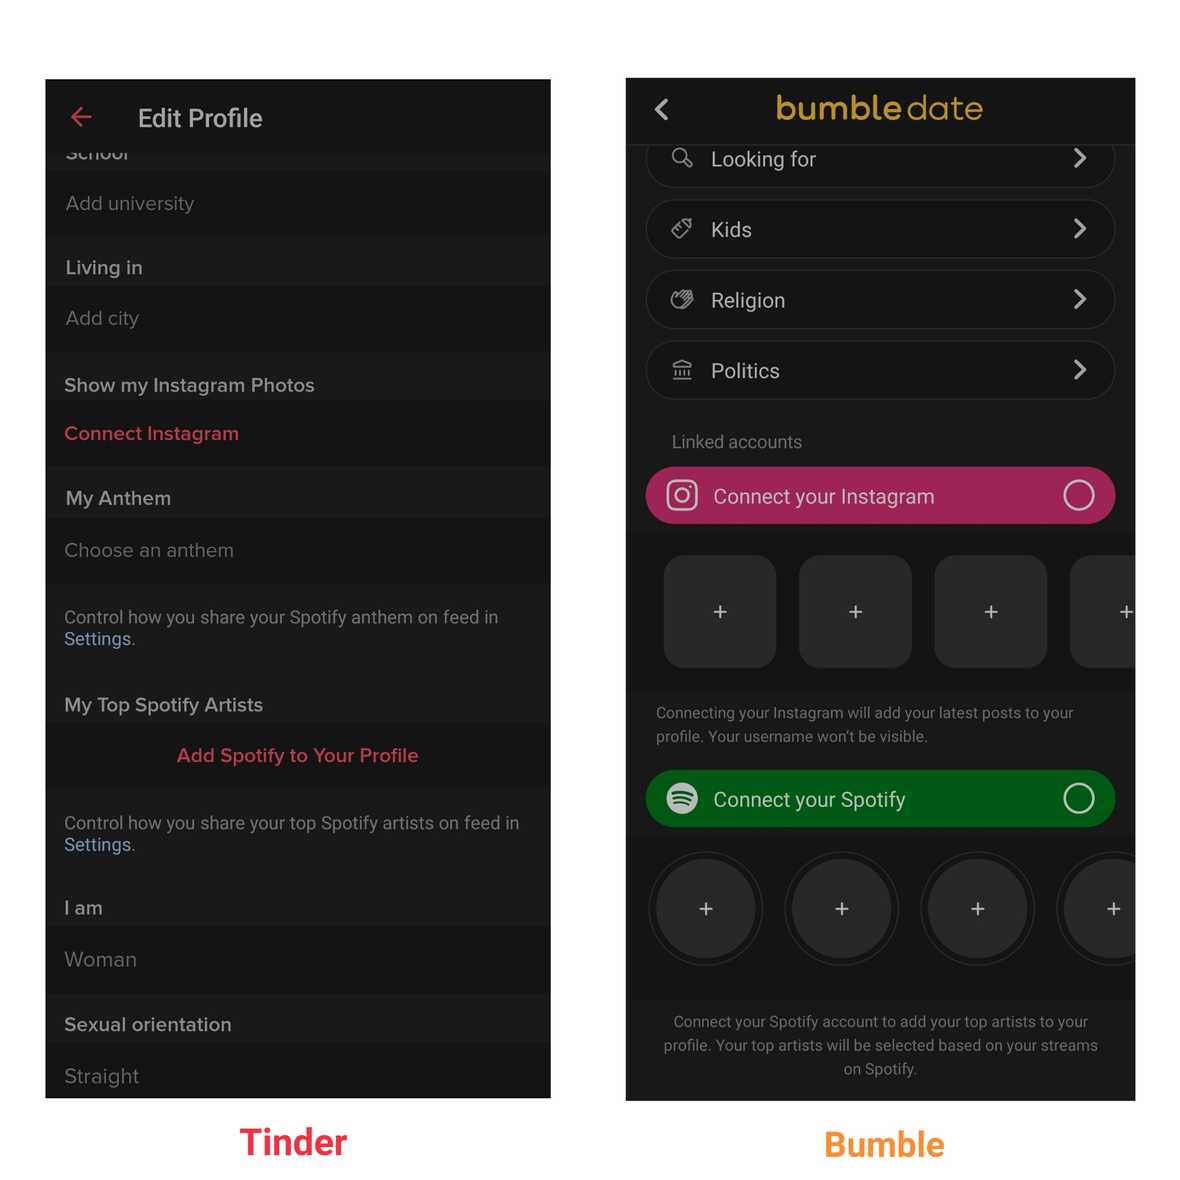 Edit Profile
School
Add university
Living in
Add city
Show my Instagram Photos
Connect Instagram
My Anthem
Choose an anthem
Control how you share your Spotify anthem on feed in
Settings.
My Top Spotify Artists
Add Spotify to Your Profile
Control how you share your top Spotify artists on feed in
Settings.
I am
Woman
Sexual orientation
Straight
Tinder
bumble date
Looking for
Kids
Religion
Politics
Linked accounts
Connect your Instagram
+ + + +
Connecting your Instagram will add your latest posts to your
profile. Your username won't be visible.
Connect your Spotify
+ + + +
Connect your Spotify account to add your top artists to your
profile. Your top artists will be selected based on your streams
on Spotify.
Bumble